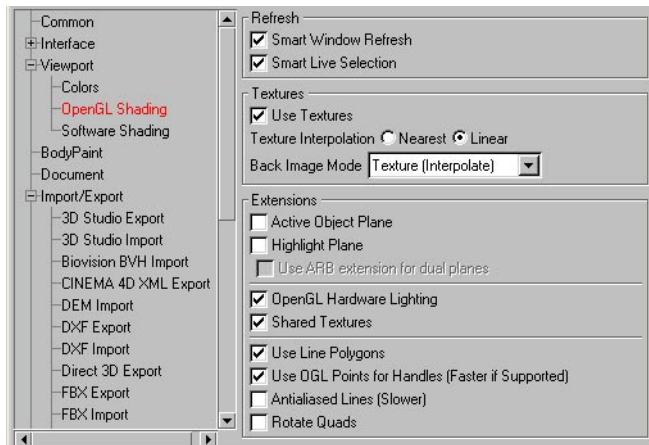 Common
Interface
Viewport
Colors
OpenGL Shading
Software Shading
BodyPaint
Document
Import/Export
3D Studio Export
3D Studio Import
Biovision BVH Import
CINEMA 4D XML Export
DEM Import
DXF Export
DXF Import
Direct 3D Export
FBX Export
FBX Import
Refresh
Smart Window Refresh
Smart Live Selection
Textures
Use Textures
Texture Interpolation Nearest Linear
Back Image Mode Texture (Interpolate)
Extensions
Active Object Plane
Highlight Plane
Use ARB extension for dual planes
OpenGL Hardware Lighting
Shared Textures
Use Line Polygons
Use OGL Points for Handles (Faster if Supported)
Antialiased Lines (Slower)
Rotate Quads